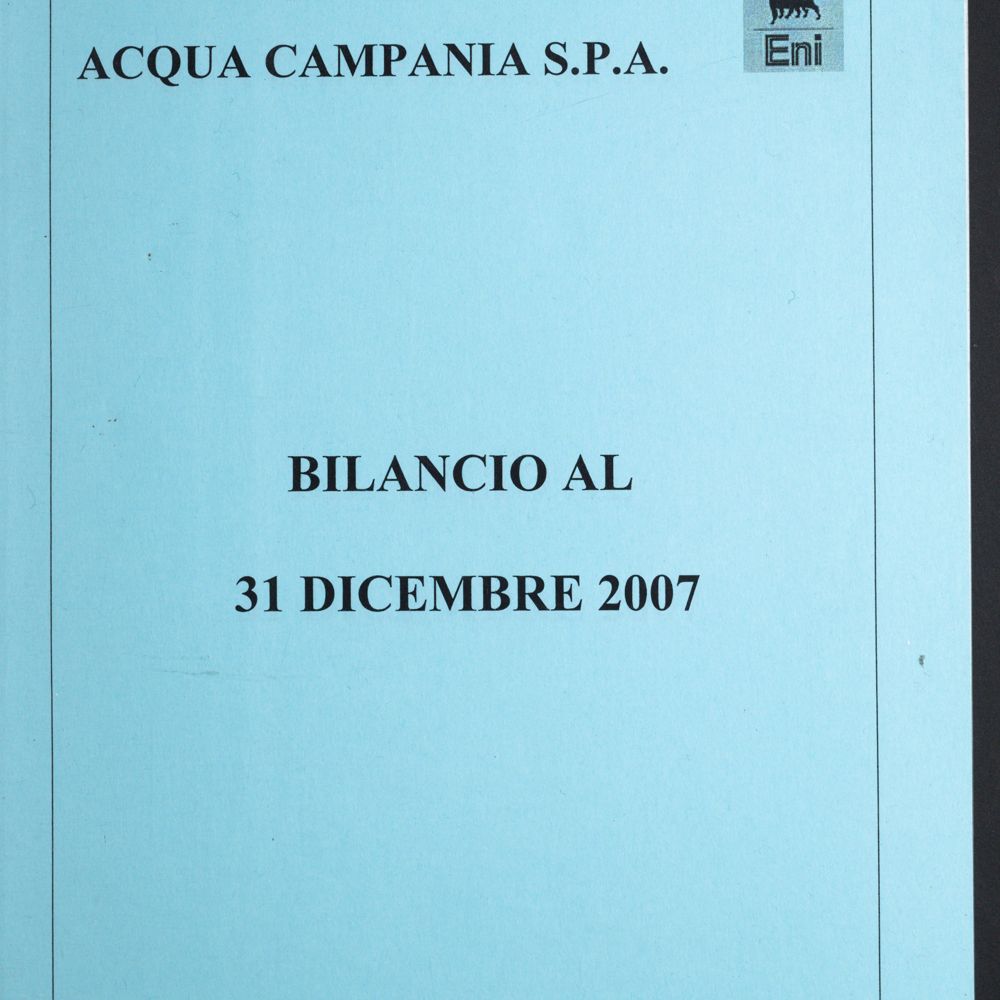 Eni
ACQUA CAMPANIA S.P.A.
BILANCIO AL
31 DICEMBRE 2007